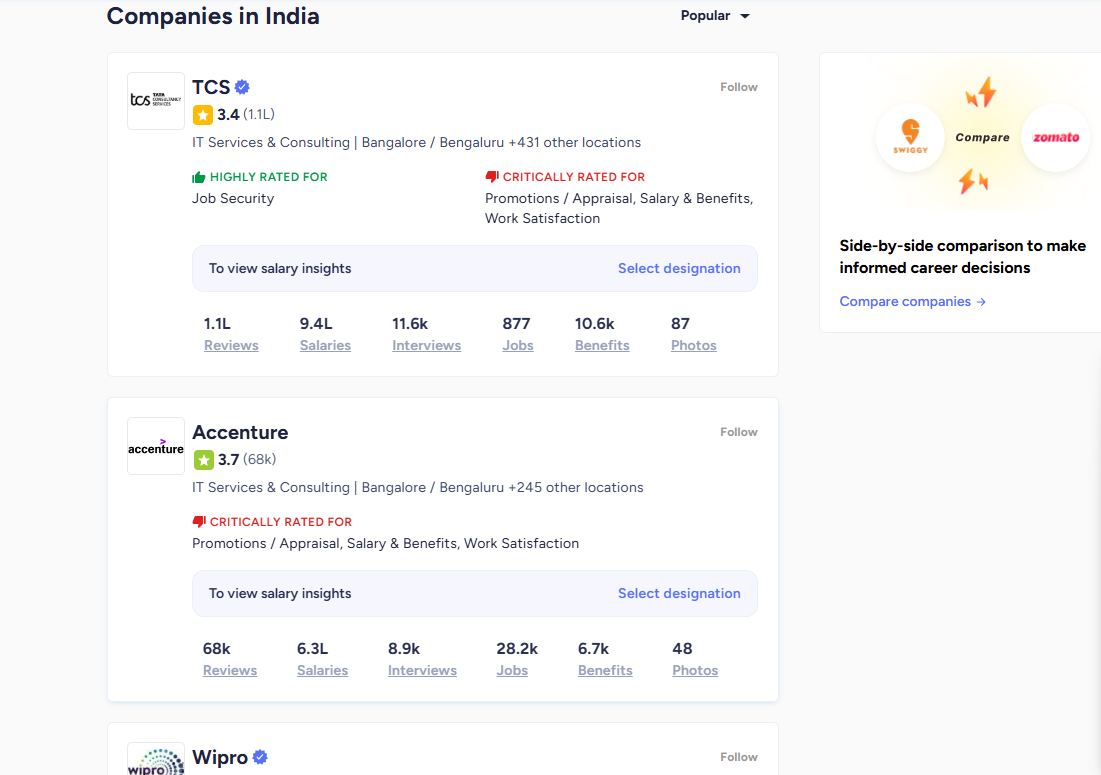 Companies in India
Popular
tcs TATA CONSULTANCY SERVICES
TCS
Follow
3.4 (1.1L)
IT Services & Consulting | Bangalore / Bengaluru +431 other locations
HIGHLY RATED FOR
Job Security
CRITICALLY RATED FOR
Promotions / Appraisal, Salary & Benefits,
Work Satisfaction
To view salary insights
Select designation
1.1L 9.4L 11.6k 877 10.6k 87
Reviews Salaries Interviews Jobs Benefits Photos
accenture
Accenture
Follow
3.7 (68k)
IT Services & Consulting | Bangalore / Bengaluru +245 other locations
CRITICALLY RATED FOR
Promotions / Appraisal, Salary & Benefits, Work Satisfaction
To view salary insights
Select designation
68k 6.3L 8.9k 28.2k 6.7k 48
Reviews Salaries Interviews Jobs Benefits Photos
wipro
Wipro
Follow
SWIGGY
Compare
zomato
Side-by-side comparison to make
informed career decisions
Compare companies →